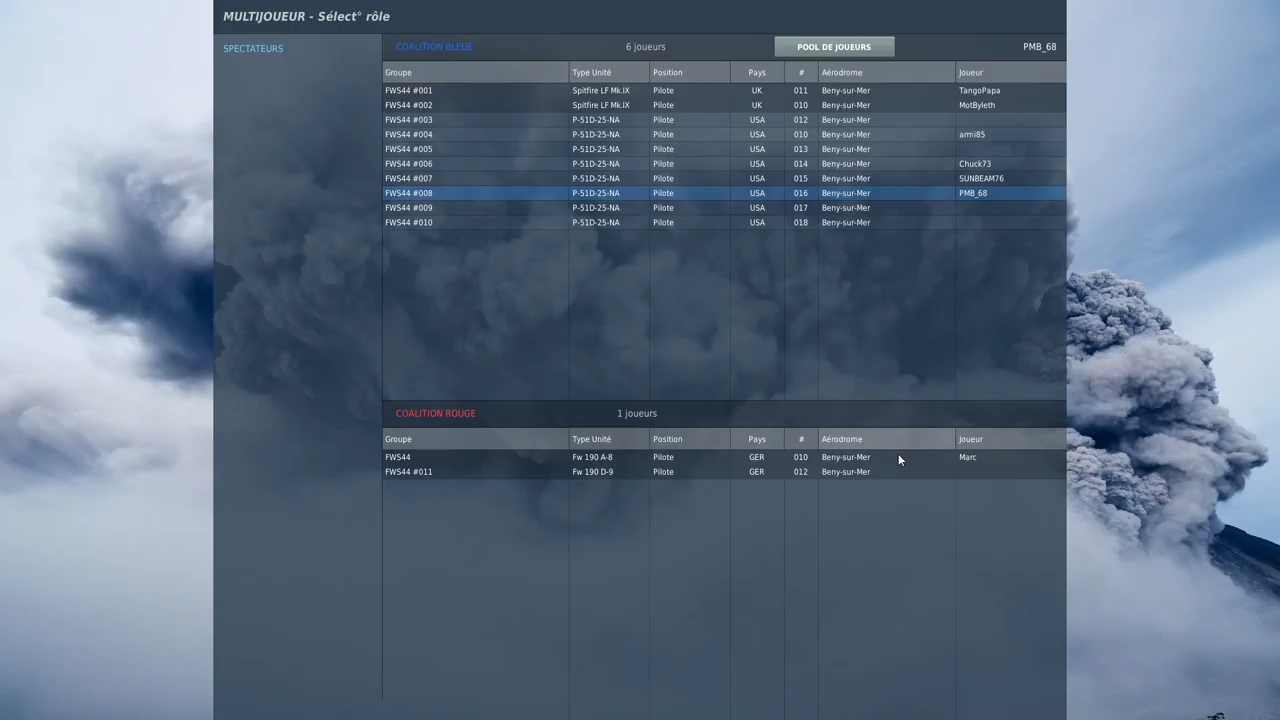 MULTIJOUEUR - Sélect° rôle
SPECTATEURS
COALITION BLEUE 6 joueurs POOL DE JOUEURS PMB_68
Groupe Type Unité Position Pays # Aérodrome Joueur
FWS44 #001 Spitfire LF Mk.IX Pilote UK 011 Beny-sur-Mer TangoPapa
FWS44 #002 Spitfire LF Mk.IX Pilote UK 010 Beny-sur-Mer MotByleth
FWS44 #003 P-51D-25-NA Pilote USA 012 Beny-sur-Mer
FWS44 #004 P-51D-25-NA Pilote USA 010 Beny-sur-Mer armi85
FWS44 #005 P-51D-25-NA Pilote USA 013 Beny-sur-Mer
FWS44 #006 P-51D-25-NA Pilote USA 014 Beny-sur-Mer Chuck73
FWS44 #007 P-51D-25-NA Pilote USA 015 Beny-sur-Mer SUNBEAM76
FWS44 #008 P-51D-25-NA Pilote USA 016 Beny-sur-Mer PMB_68
FWS44 #009 P-51D-25-NA Pilote USA 017 Beny-sur-Mer
FWS44 #010 P-51D-25-NA Pilote USA 018 Beny-sur-Mer
COALITION ROUGE 1 joueurs
Groupe Type Unité Position Pays # Aérodrome Joueur
FWS44 Fw 190 A-8 Pilote GER 010 Beny-sur-Mer Marc
FWS44 #011 Fw 190 D-9 Pilote GER 012 Beny-sur-Mer